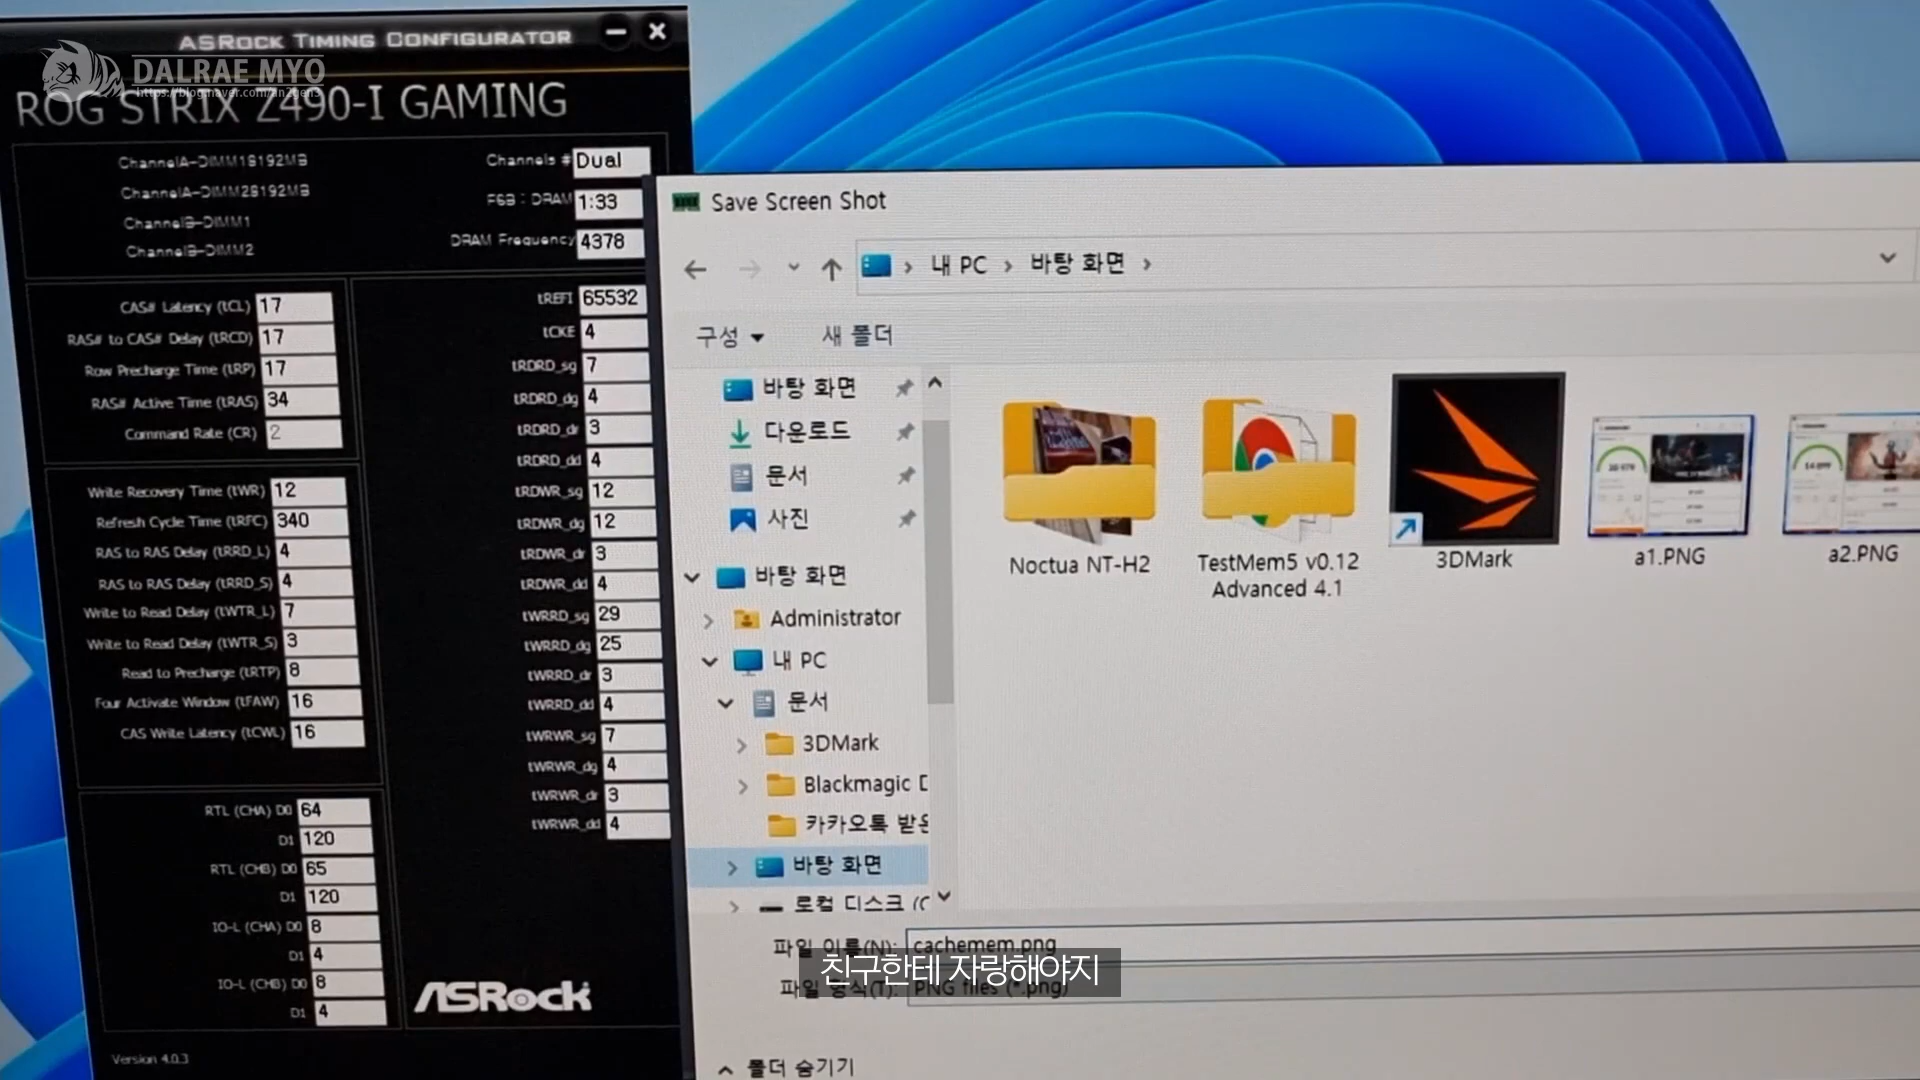 ASRock Timing Configurator
DALRAE MYO
ROG STRIX Z490-I GAMING
ChannelA-DIMM1 8192MB
ChannelA-DIMM2 8192MB
ChannelB-DIMM1
ChannelB-DIMM2
Channels # Dual
FSB : DRAM 1:33
DRAM Frequency 4378
CAS# Latency (tCL) 17
RAS# to CAS# Delay (tRCD) 17
Row Precharge Time (tRP) 17
RAS# Active Time (tRAS) 34
Command Rate (CR) 2
Write Recovery Time (tWR) 12
Refresh Cycle Time (tRFC) 340
RAS to RAS Delay (tRRD_L) 4
RAS to RAS Delay (tRRD_S) 4
Write to Read Delay (tWTR_L) 7
Write to Read Delay (tWTR_S) 3
Read to Precharge (tRTP) 8
Four Activate Window (tFAW) 16
CAS Write Latency (tCWL) 16
RTL (CHA) D0 64
D1 120
RTL (CHB) D0 65
D1 120
IO-L (CHA) D0 8
D1 4
IO-L (CHB) D0 8
D1 4
tREFI 65532
tCKE 4
tRDRD_sg 7
tRDRD_dg 4
tRDRD_dr 3
tRDRD_dd 4
tRDWR_sg 12
tRDWR_dg 12
tRDWR_dr 3
tRDWR_dd 4
tWRRD_sg 29
tWRRD_dg 25
tWRRD_dr 3
tWRRD_dd 4
tWRWR_sg 7
tWRWR_dg 4
tWRWR_dr 3
tWRWR_dd 4
ASRock
Version 4.0.3
Save Screen Shot
내 PC > 바탕 화면 >
구성 새 폴더
바탕 화면
다운로드
문서
사진
바탕 화면
Administrator
내 PC
문서
3DMark
Blackmagic D
카카오톡 받은
바탕 화면
로컬 디스크 (C
Noctua NT-H2
TestMem5 v0.12
Advanced 4.1
3DMark
a1.PNG
a2.PNG
파일 이름(N): cachemem.png
파일 형식(T): PNG files (*.png)
친구한테 자랑해야지
폴더 숨기기